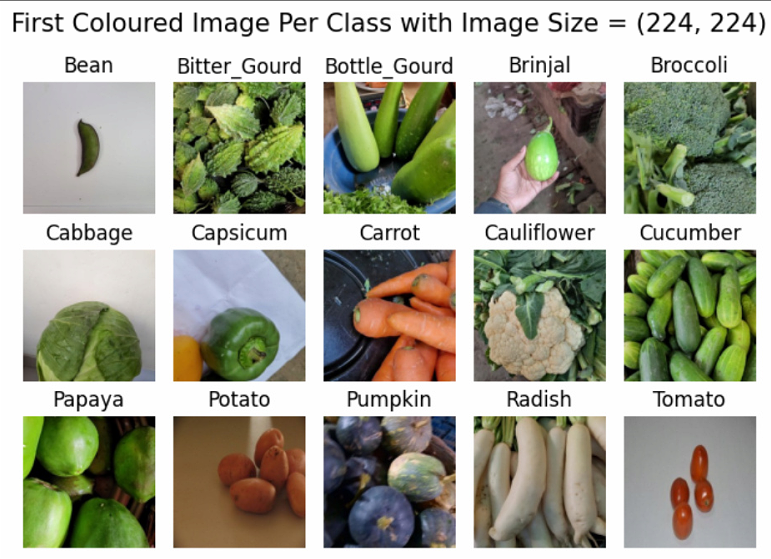 First Coloured Image Per Class with Image Size = (224, 224)
Bean Bitter_Gourd Bottle_Gourd Brinjal Broccoli
Cabbage Capsicum Carrot Cauliflower Cucumber
Papaya Potato Pumpkin Radish Tomato